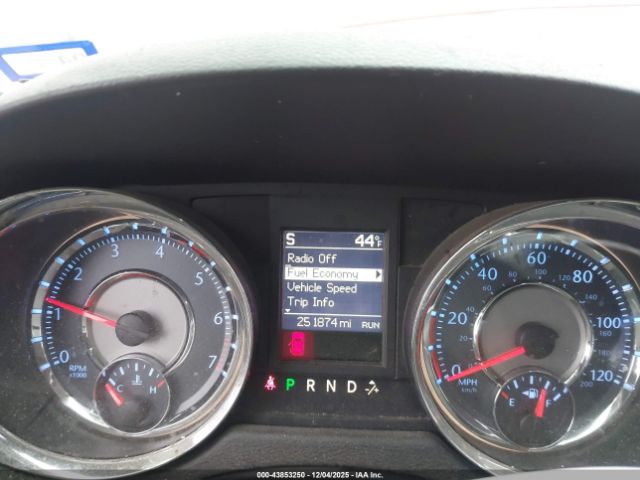 S 44°F
Radio Off
Fuel Economy
Vehicle Speed
Trip Info
251874 mi RUN
0 1 2 3 4 5 6 7
RPM
x1000
C H
0 20 40 60 80 100 120
MPH
km/h
E F
P R N D
000-43853250 - 12/04/2025 - IAA Inc.